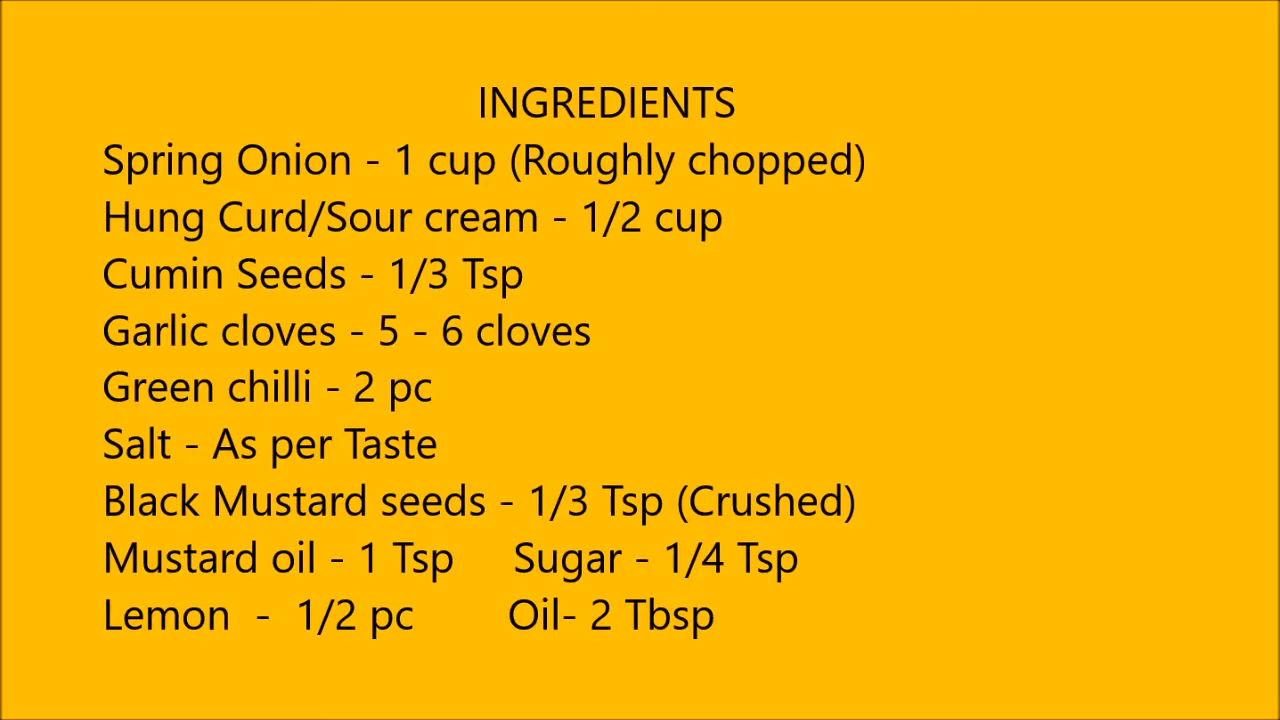 INGREDIENTS
Spring Onion - 1 cup (Roughly chopped)
Hung Curd/Sour cream - 1/2 cup
Cumin Seeds - 1/3 Tsp
Garlic cloves - 5 - 6 cloves
Green chilli - 2 pc
Salt - As per Taste
Black Mustard seeds - 1/3 Tsp (Crushed)
Mustard oil - 1 Tsp     Sugar - 1/4 Tsp
Lemon  -  1/2 pc        Oil- 2 Tbsp